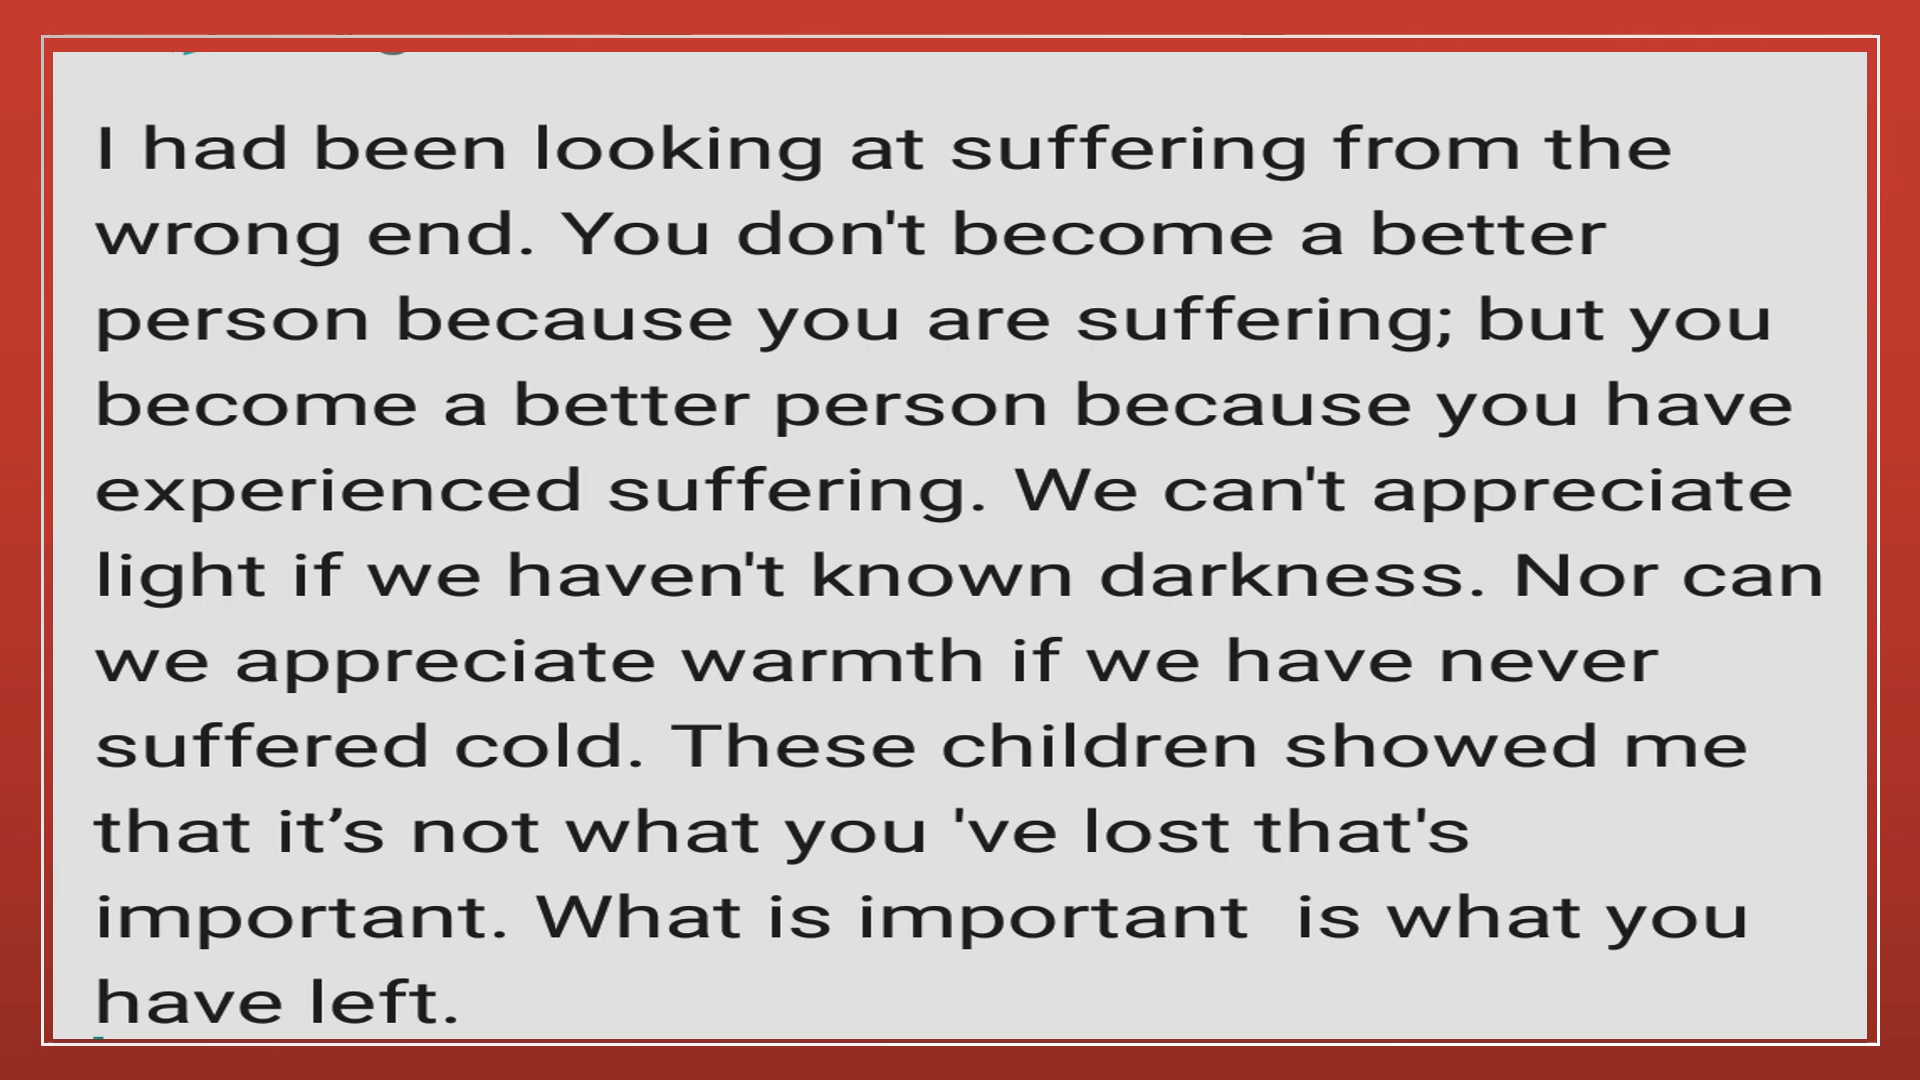 I had been looking at suffering from the
wrong end. You don't become a better
person because you are suffering; but you
become a better person because you have
experienced suffering. We can't appreciate
light if we haven't known darkness. Nor can
we appreciate warmth if we have never
suffered cold. These children showed me
that it’s not what you 've lost that's
important. What is important  is what you
have left.